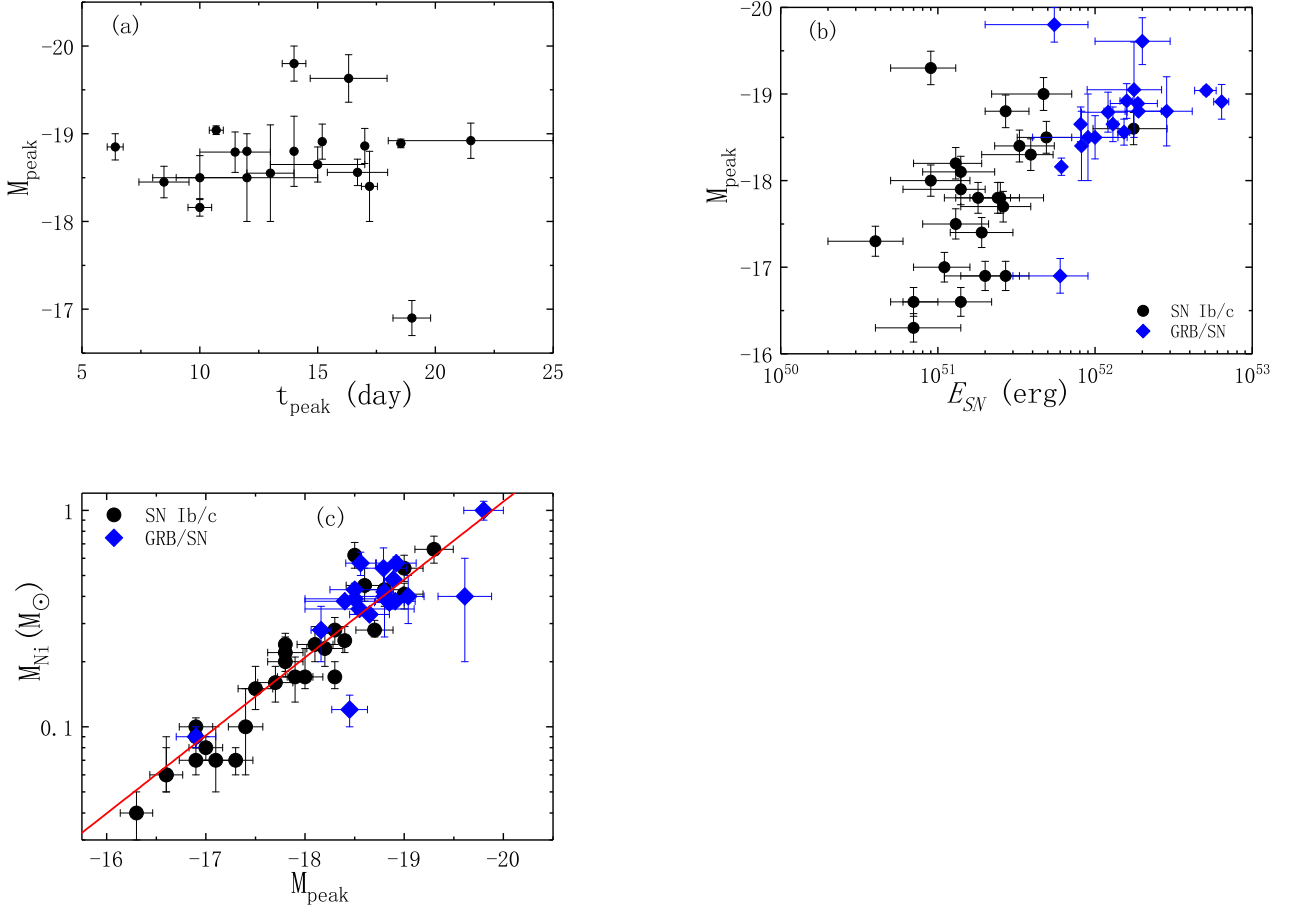 (a)
M_peak
-20
-19
-18
-17
5 10 15 20 25
t_peak (day)
(b)
M_peak
-20
-19
-18
-17
-16
SN Ib/c
GRB/SN
10^50 10^51 10^52 10^53
E_SN (erg)
(c)
SN Ib/c
GRB/SN
M_Ni (M_⊙)
1
0.1
-16 -17 -18 -19 -20
M_peak